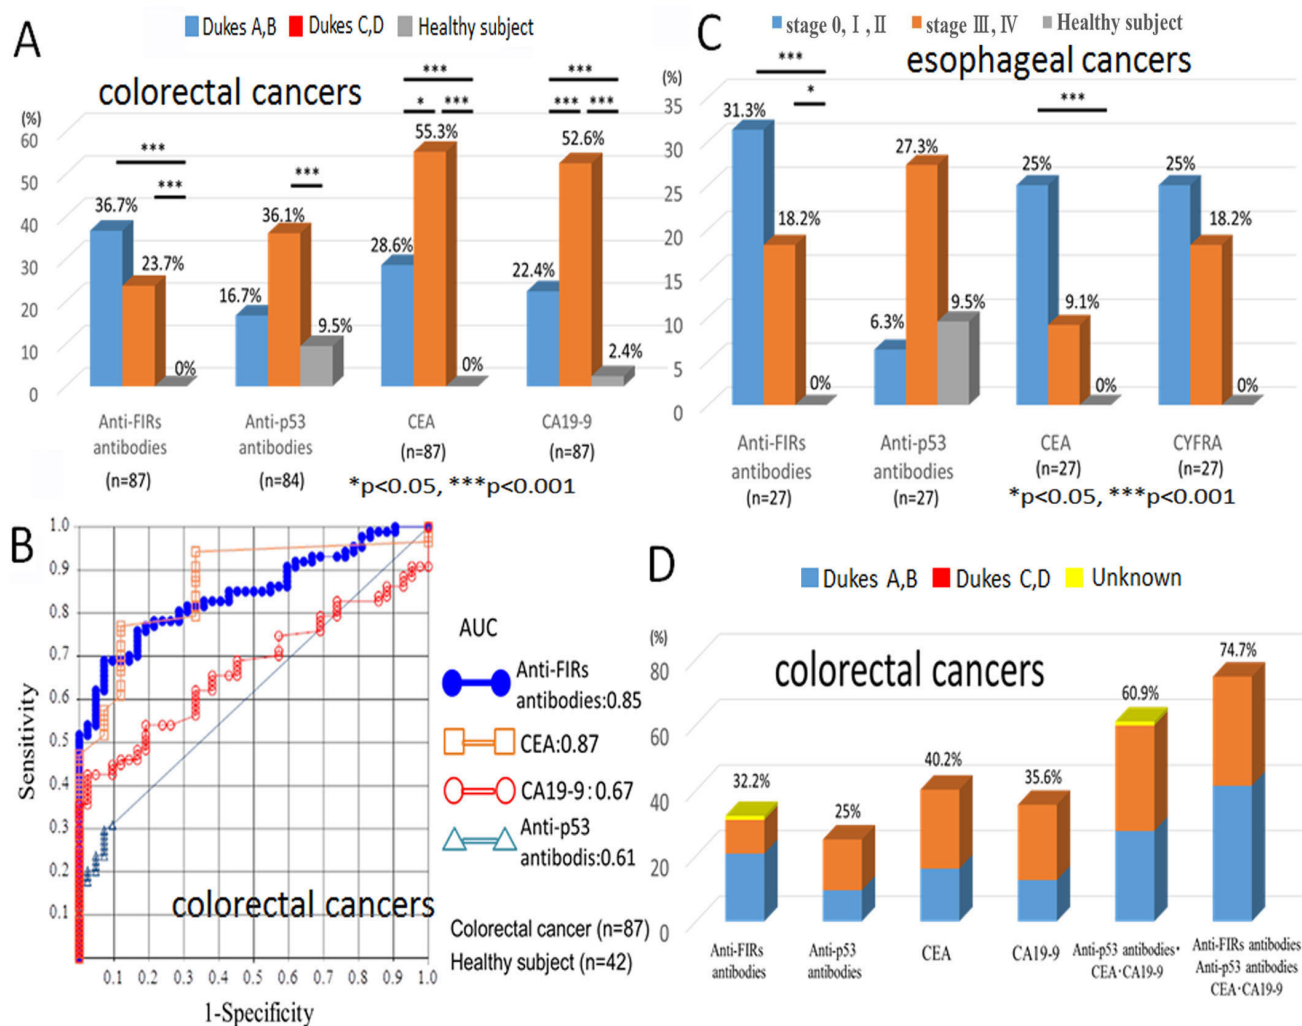 A
Dukes A,B Dukes C,D Healthy subject
colorectal cancers
(%)
60
50
40
30
20
10
0
***
***
36.7%
23.7%
0%
***
16.7%
36.1%
9.5%
***
* ***
28.6%
55.3%
0%
***
*** ***
22.4%
52.6%
2.4%
Anti-FIRs
antibodies
(n=87)
Anti-p53
antibodies
(n=84)
CEA
(n=87)
CA19-9
(n=87)
*p<0.05, ***p<0.001
C
stage 0, I , II stage III, IV Healthy subject
esophageal cancers
(%)
35
30
25
20
15
10
5
0
***
*
31.3%
18.2%
0%
6.3%
27.3%
9.5%
***
25%
9.1%
0%
25%
18.2%
0%
Anti-FIRs
antibodies
(n=27)
Anti-p53
antibodies
(n=27)
CEA
(n=27)
CYFRA
(n=27)
*p<0.05, ***p<0.001
B
Sensitivity
1.0
0.9
0.8
0.7
0.6
0.5
0.4
0.3
0.2
0.1
0.1 0.2 0.3 0.4 0.5 0.6 0.7 0.8 0.9 1.0
1-Specificity
colorectal cancers
AUC
Anti-FIRs
antibodies:0.85
CEA:0.87
CA19-9:0.67
Anti-p53
antibodis:0.61
Colorectal cancer (n=87)
Healthy subject (n=42)
D
Dukes A,B Dukes C,D Unknown
colorectal cancers
(%)
80
60
40
20
0
32.2%
25%
40.2%
35.6%
60.9%
74.7%
Anti-FIRs
antibodies
Anti-p53
antibodies
CEA
CA19-9
Anti-p53 antibodies·
CEA·CA19-9
Anti-FIRs antibodies
Anti-p53 antibodies
CEA·CA19-9